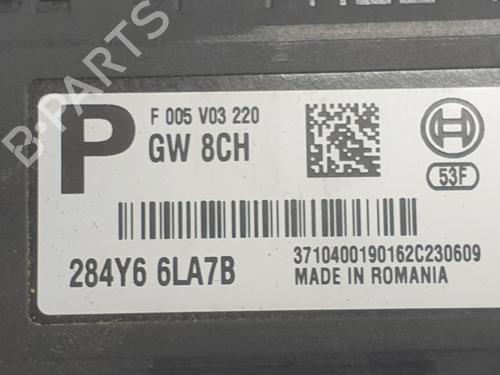 B-PARTS
P
F 005 V03 220
GW 8CH
53F
284Y6 6LA7B
3710400190162C230609
MADE IN ROMANIA